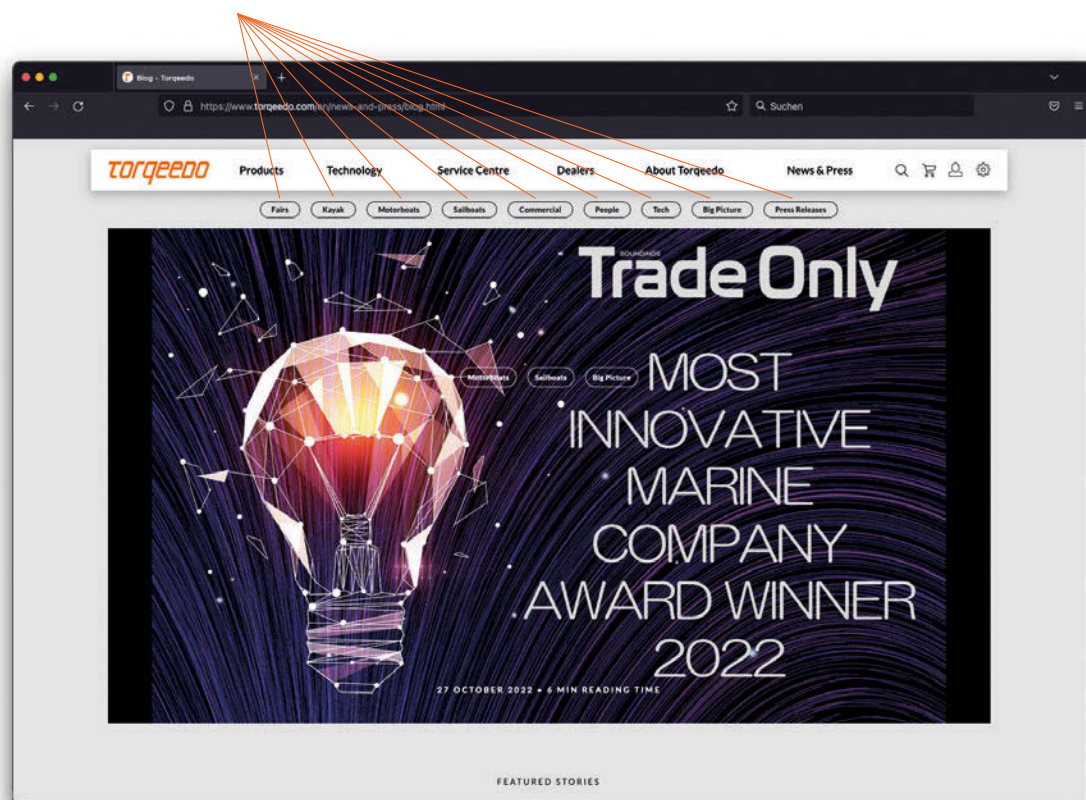 Blog - Torqeedo
https://www.torqeedo.com/en/news-and-press/blog.html
Suchen
TORQEEDO
Products Technology Service Centre Dealers About Torqeedo News & Press
Fairs Kayak Motorboats Sailboats Commercial People Tech Big Picture Press Releases
SOUNDINGS
Trade Only
Motorboats Sailboats Big Picture
MOST
INNOVATIVE
MARINE
COMPANY
AWARD WINNER
2022
27 OCTOBER 2022 • 6 MIN READING TIME
FEATURED STORIES